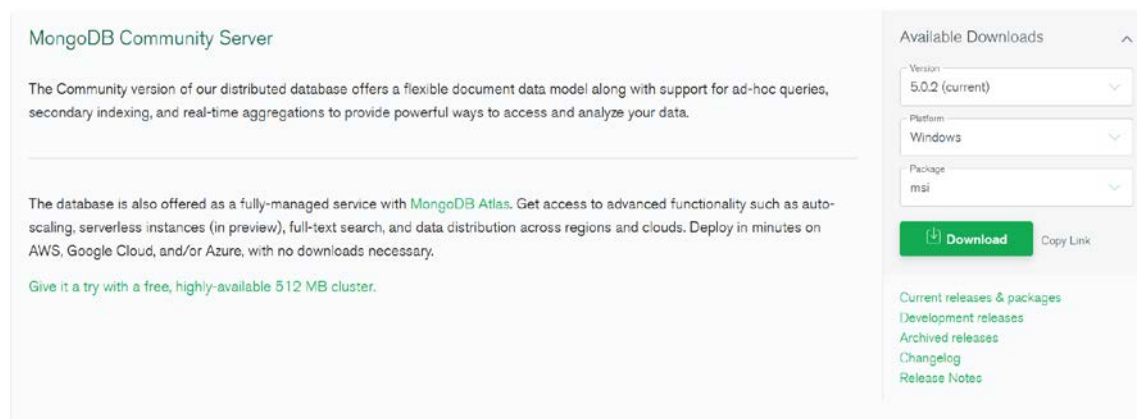 MongoDB Community Server
The Community version of our distributed database offers a flexible document data model along with support for ad-hoc queries,
secondary indexing, and real-time aggregations to provide powerful ways to access and analyze your data.
The database is also offered as a fully-managed service with MongoDB Atlas. Get access to advanced functionality such as auto-
scaling, serverless instances (in preview), full-text search, and data distribution across regions and clouds. Deploy in minutes on
AWS, Google Cloud, and/or Azure, with no downloads necessary.
Give it a try with a free, highly-available 512 MB cluster.
Available Downloads
Version
5.0.2 (current)
Platform
Windows
Package
msi
Download
Copy Link
Current releases & packages
Development releases
Archived releases
Changelog
Release Notes